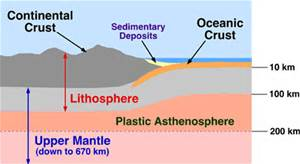 Continental
Crust
Sedimentary
Deposits
Oceanic
Crust
10 km
Lithosphere
100 km
Plastic Asthenosphere
200 km
Upper Mantle
(down to 670 km)